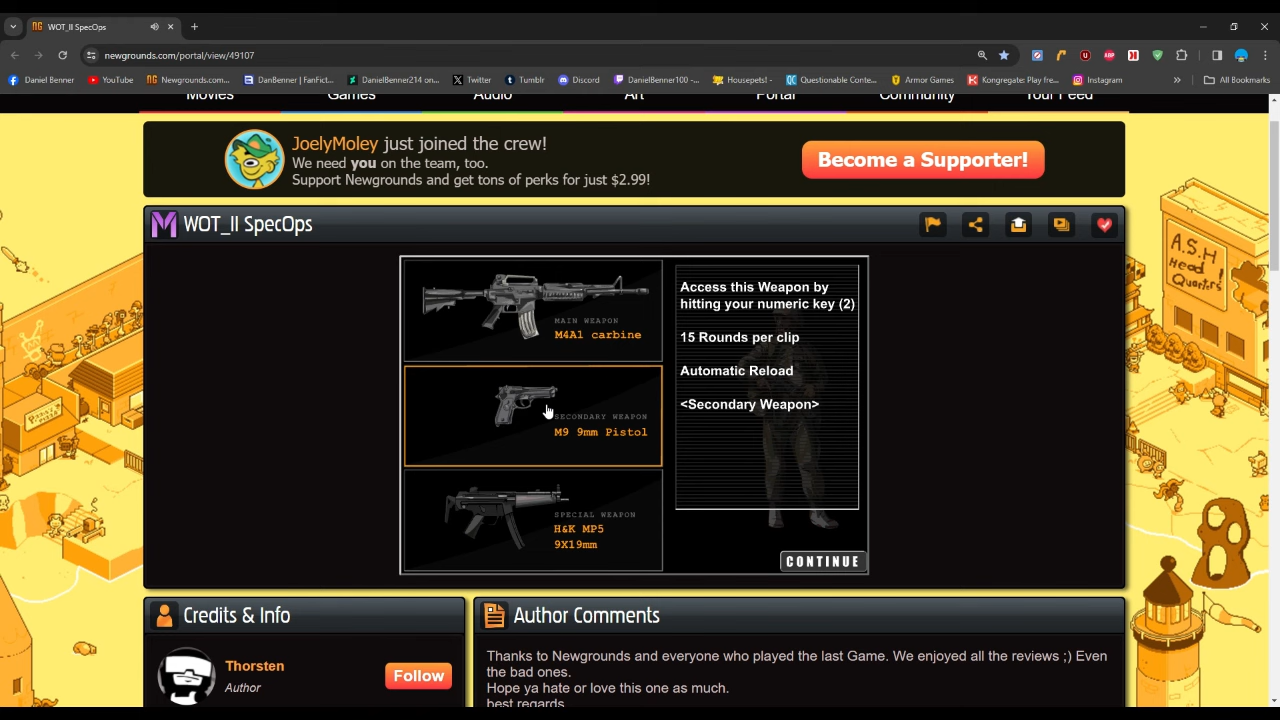 WOT_II SpecOps
newgrounds.com/portal/view/49107
Daniel Benner
YouTube
Newgrounds.com...
DanBenner | FanFict...
DanielBenner214 on...
Twitter
Tumblr
Discord
DanielBenner100 -...
Housepets! -
Questionable Conte...
Armor Games
Kongregate: Play fre...
Instagram
»
All Bookmarks
Movies
Games
Audio
Art
Portal
Community
Your Feed
JoelyMoley just joined the crew!
We need you on the team, too.
Support Newgrounds and get tons of perks for just $2.99!
Become a Supporter!
WOT_II SpecOps
MAIN WEAPON
M4A1 carbine
SECONDARY WEAPON
M9 9mm Pistol
SPECIAL WEAPON
H&K MP5
9X19mm
Access this Weapon by
hitting your numeric key (2)
15 Rounds per clip
Automatic Reload
<Secondary Weapon>
CONTINUE
A.S.H
Head
Quarters
Credits & Info
Thorsten
Author
Follow
Author Comments
Thanks to Newgrounds and everyone who played the last Game. We enjoyed all the reviews ;) Even
the bad ones.
Hope ya hate or love this one as much.
best regards